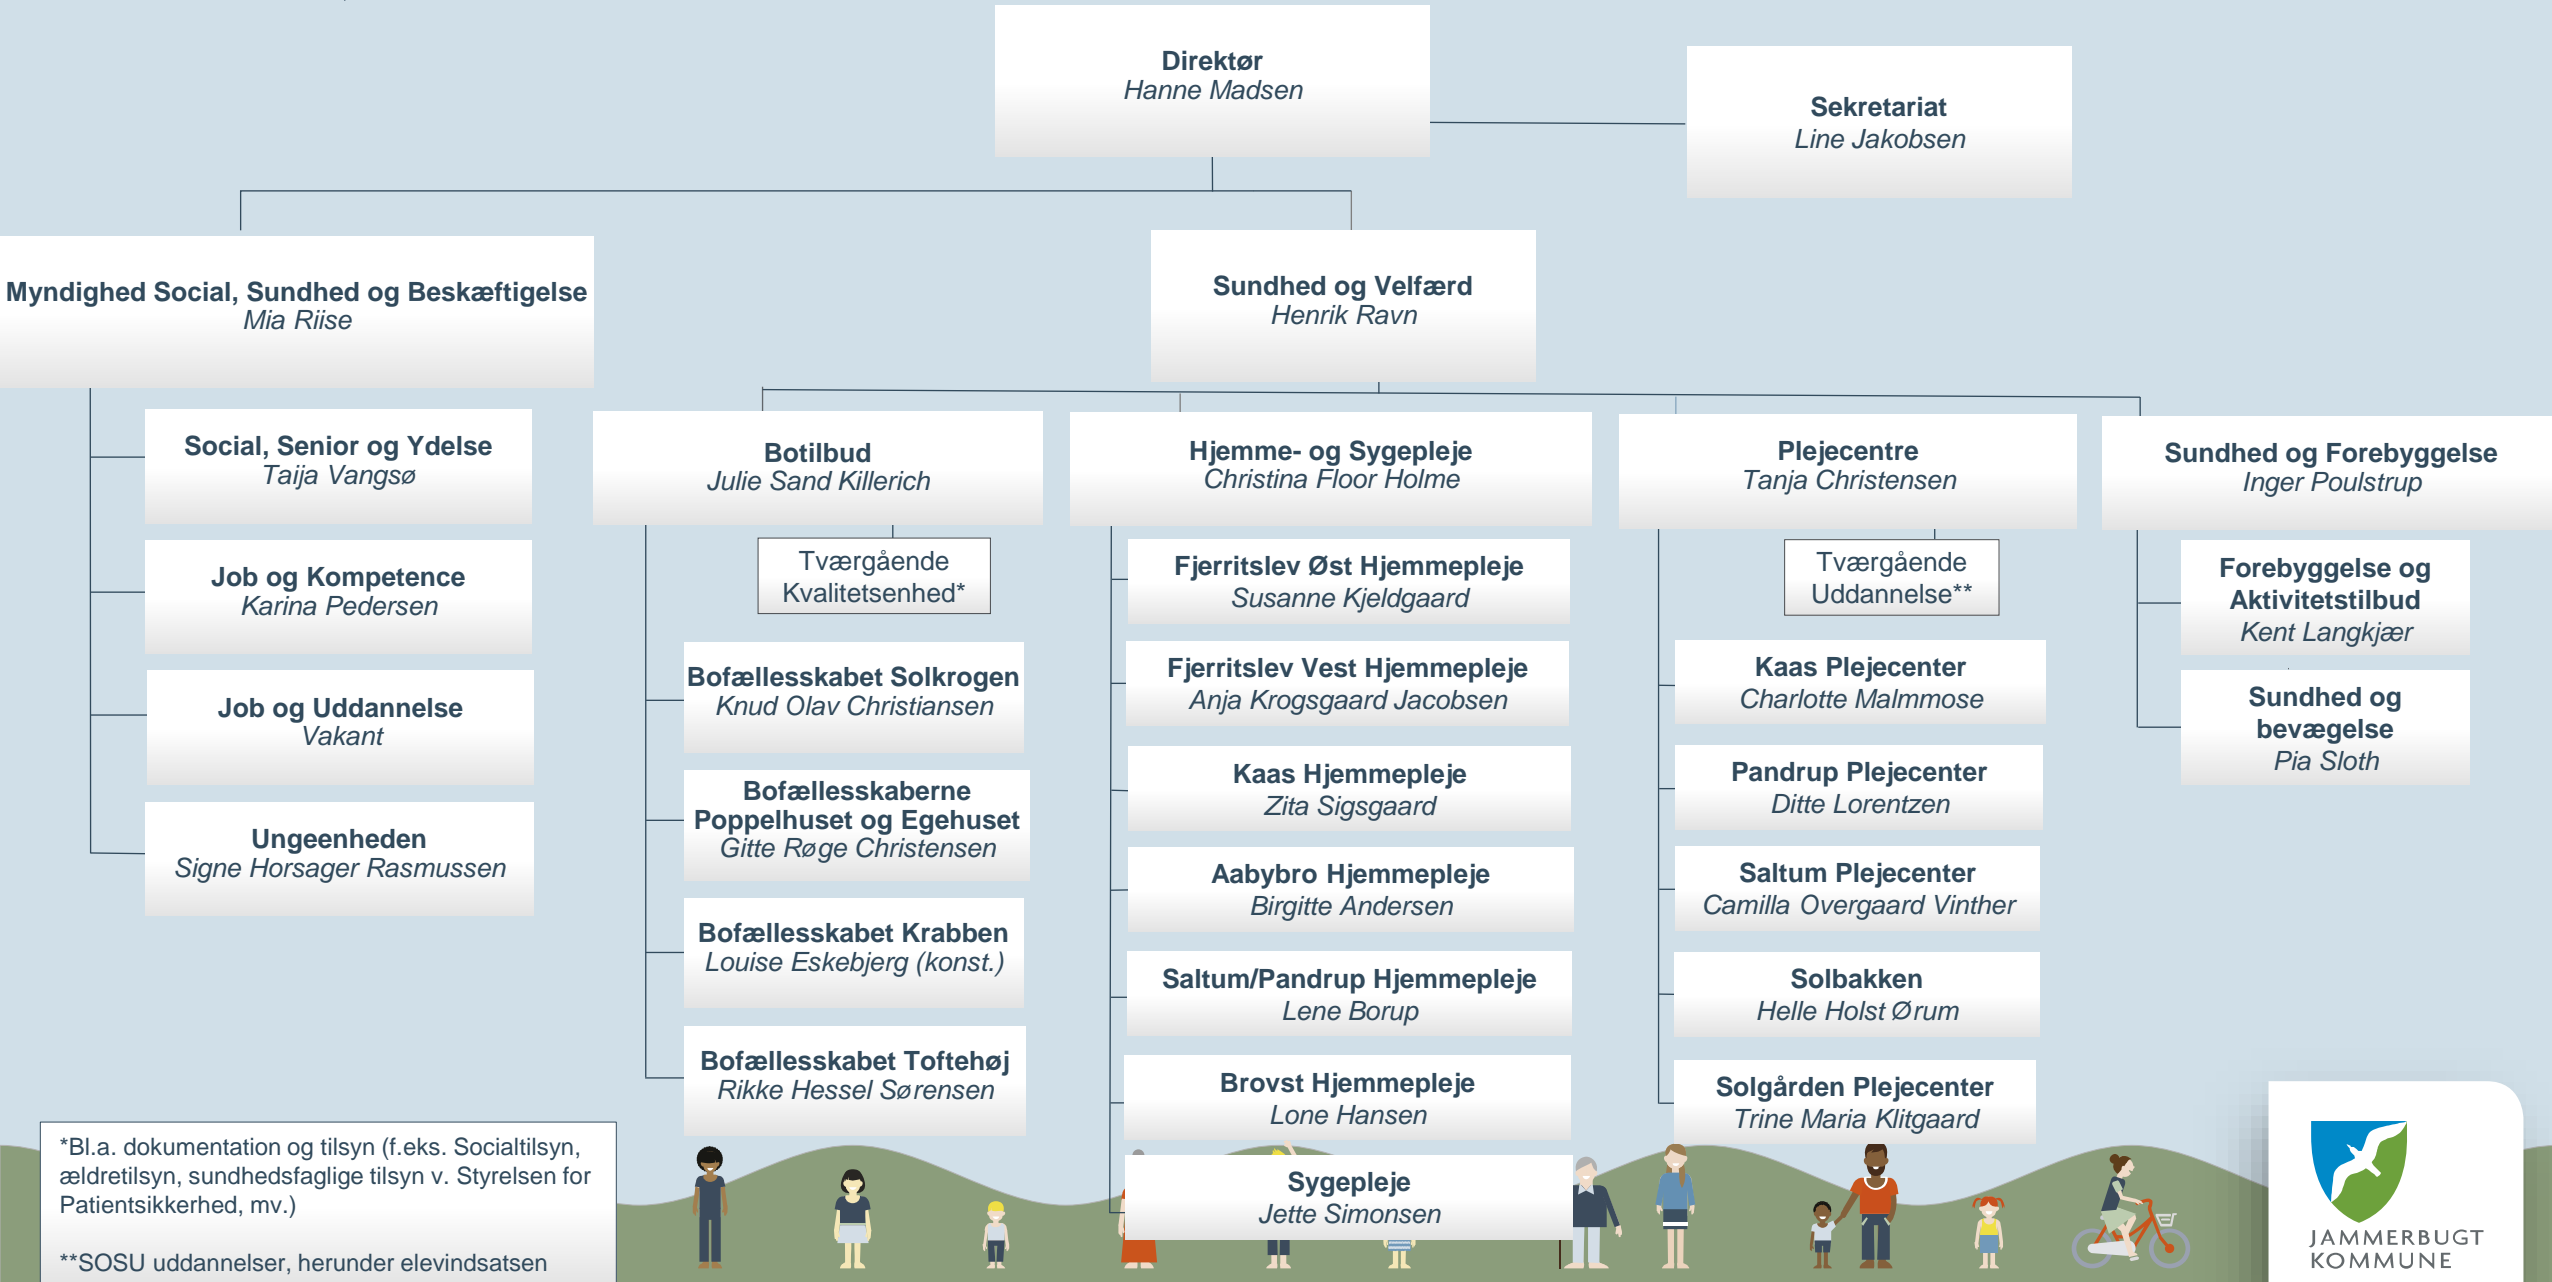 Direktør
Hanne Madsen
Sekretariat
Line Jakobsen
Myndighed Social, Sundhed og Beskæftigelse
Mia Riise
Sundhed og Velfærd
Henrik Ravn
Social, Senior og Ydelse
Taija Vangsø
Job og Kompetence
Karina Pedersen
Job og Uddannelse
Vakant
Ungeenheden
Signe Horsager Rasmussen
Botilbud
Julie Sand Killerich
Tværgående
Kvalitetsenhed*
Bofællesskabet Solkrogen
Knud Olav Christiansen
Bofællesskaberne
Poppelhuset og Egehuset
Gitte Røge Christensen
Bofællesskabet Krabben
Louise Eskebjerg (konst.)
Bofællesskabet Toftehøj
Rikke Hessel Sørensen
Hjemme- og Sygepleje
Christina Floor Holme
Fjerritslev Øst Hjemmepleje
Susanne Kjeldgaard
Fjerritslev Vest Hjemmepleje
Anja Krogsgaard Jacobsen
Kaas Hjemmepleje
Zita Sigsgaard
Aabybro Hjemmepleje
Birgitte Andersen
Saltum/Pandrup Hjemmepleje
Lene Borup
Brovst Hjemmepleje
Lone Hansen
Sygepleje
Jette Simonsen
Plejecentre
Tanja Christensen
Tværgående
Uddannelse**
Kaas Plejecenter
Charlotte Malmmose
Pandrup Plejecenter
Ditte Lorentzen
Saltum Plejecenter
Camilla Overgaard Vinther
Solbakken
Helle Holst Ørum
Solgården Plejecenter
Trine Maria Klitgaard
Sundhed og Forebyggelse
Inger Poulstrup
Forebyggelse og
Aktivitetstilbud
Kent Langkjær
Sundhed og
bevægelse
Pia Sloth
*Bl.a. dokumentation og tilsyn (f.eks. Socialtilsyn,
ældretilsyn, sundhedsfaglige tilsyn v. Styrelsen for
Patientsikkerhed, mv.)
**SOSU uddannelser, herunder elevindsatsen
JAMMERBUGT
KOMMUNE